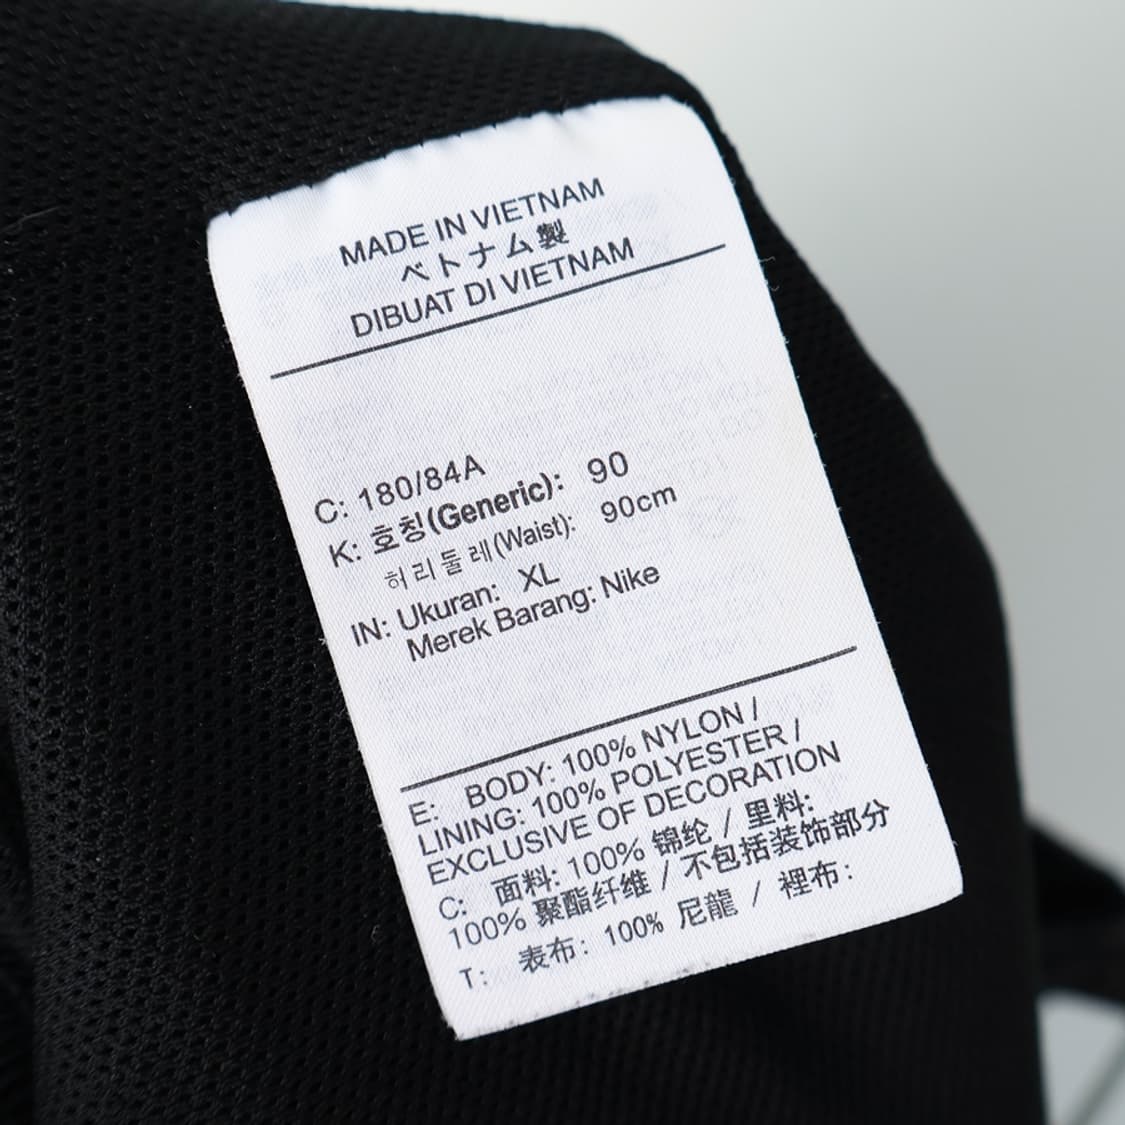 MADE IN VIETNAM
ベトナム製
DIBUAT DI VIETNAM
C: 180/84A
K: 호칭(Generic): 90
허리둘레(Waist): 90cm
IN: Ukuran: XL
Merek Barang: Nike
E: BODY: 100% NYLON /
LINING: 100% POLYESTER /
EXCLUSIVE OF DECORATION
C: 面料: 100% 锦纶 / 里料:
100% 聚酯纤维 / 不包括装饰部分
T: 表布: 100% 尼龍 / 裡布: